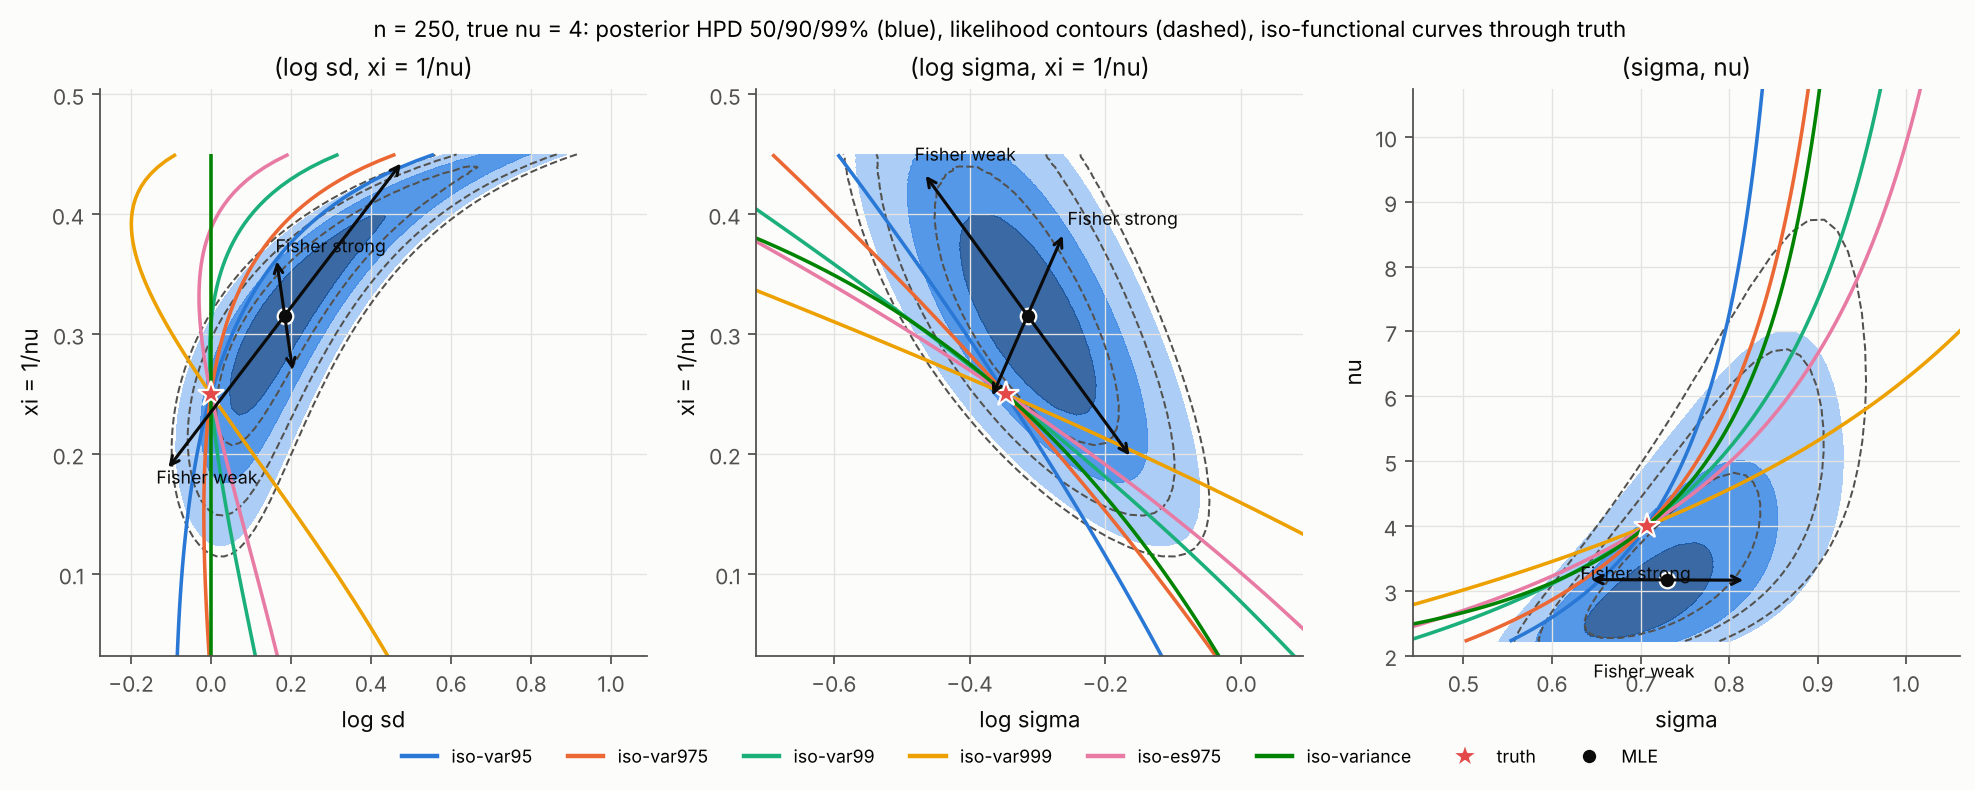 n = 250, true nu = 4: posterior HPD 50/90/99% (blue), likelihood contours (dashed), iso-functional curves through truth
(log sd, xi = 1/nu)
(log sigma, xi = 1/nu)
(sigma, nu)
0.5
0.4
0.3
0.2
0.1
xi = 1/nu
Fisher strong
Fisher weak
−0.2
0.0
0.2
0.4
0.6
0.8
1.0
log sd
0.5
0.4
0.3
0.2
0.1
xi = 1/nu
Fisher weak
Fisher strong
−0.6
−0.4
−0.2
0.0
log sigma
10
9
8
7
6
5
4
3
2
nu
Fisher strong
Fisher weak
0.5
0.6
0.7
0.8
0.9
1.0
sigma
iso-var95
iso-var975
iso-var99
iso-var999
iso-es975
iso-variance
truth
MLE